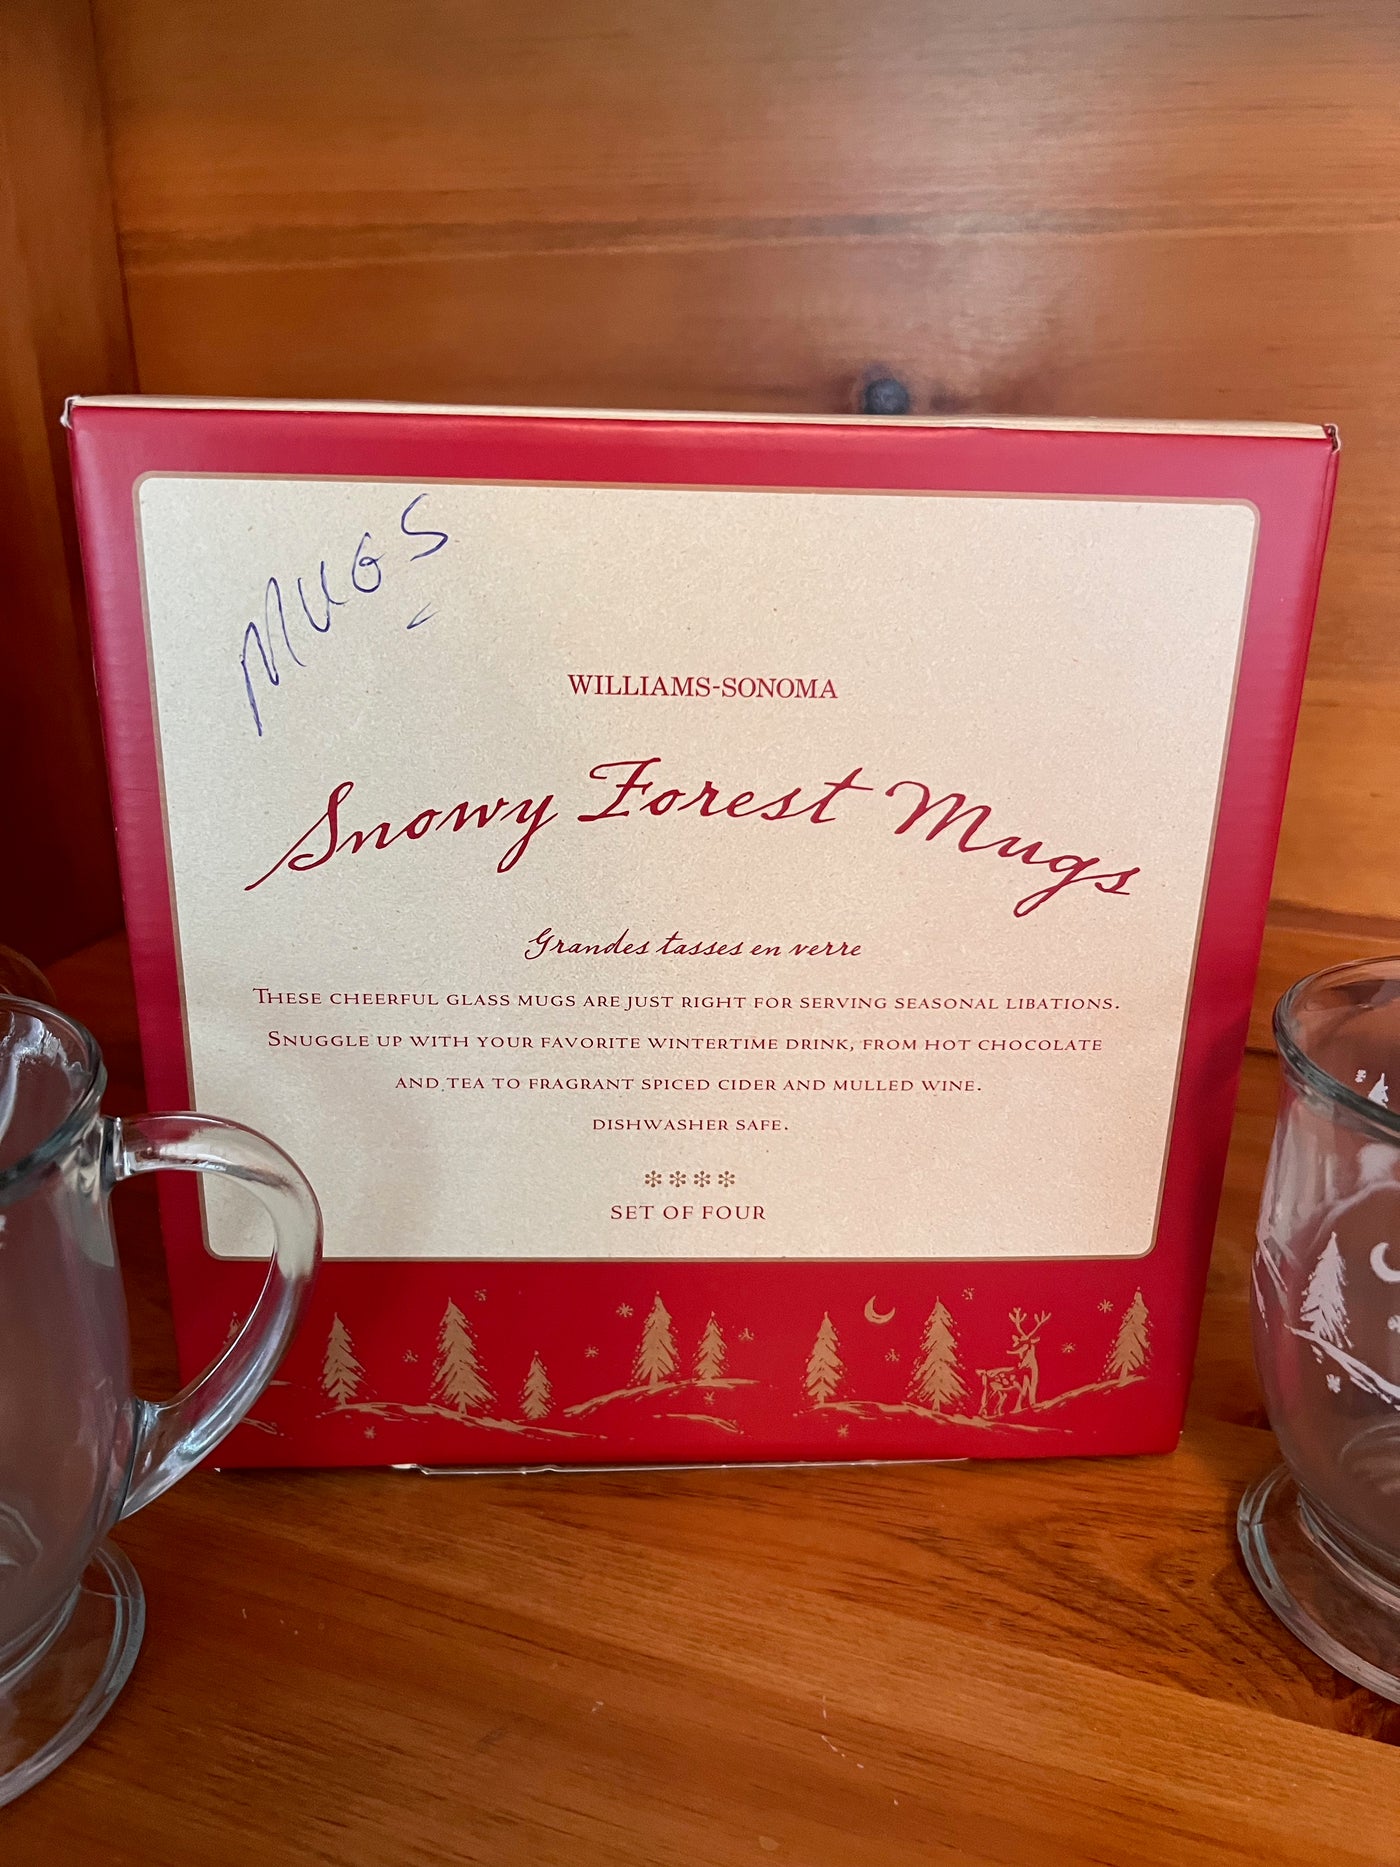 MUGS
WILLIAMS-SONOMA
Snowy Forest Mugs
Grandes tasses en verre
THESE CHEERFUL GLASS MUGS ARE JUST RIGHT FOR SERVING SEASONAL LIBATIONS.
SNUGGLE UP WITH YOUR FAVORITE WINTERTIME DRINK, FROM HOT CHOCOLATE
AND TEA TO FRAGRANT SPICED CIDER AND MULLED WINE.
DISHWASHER SAFE.
SET OF FOUR